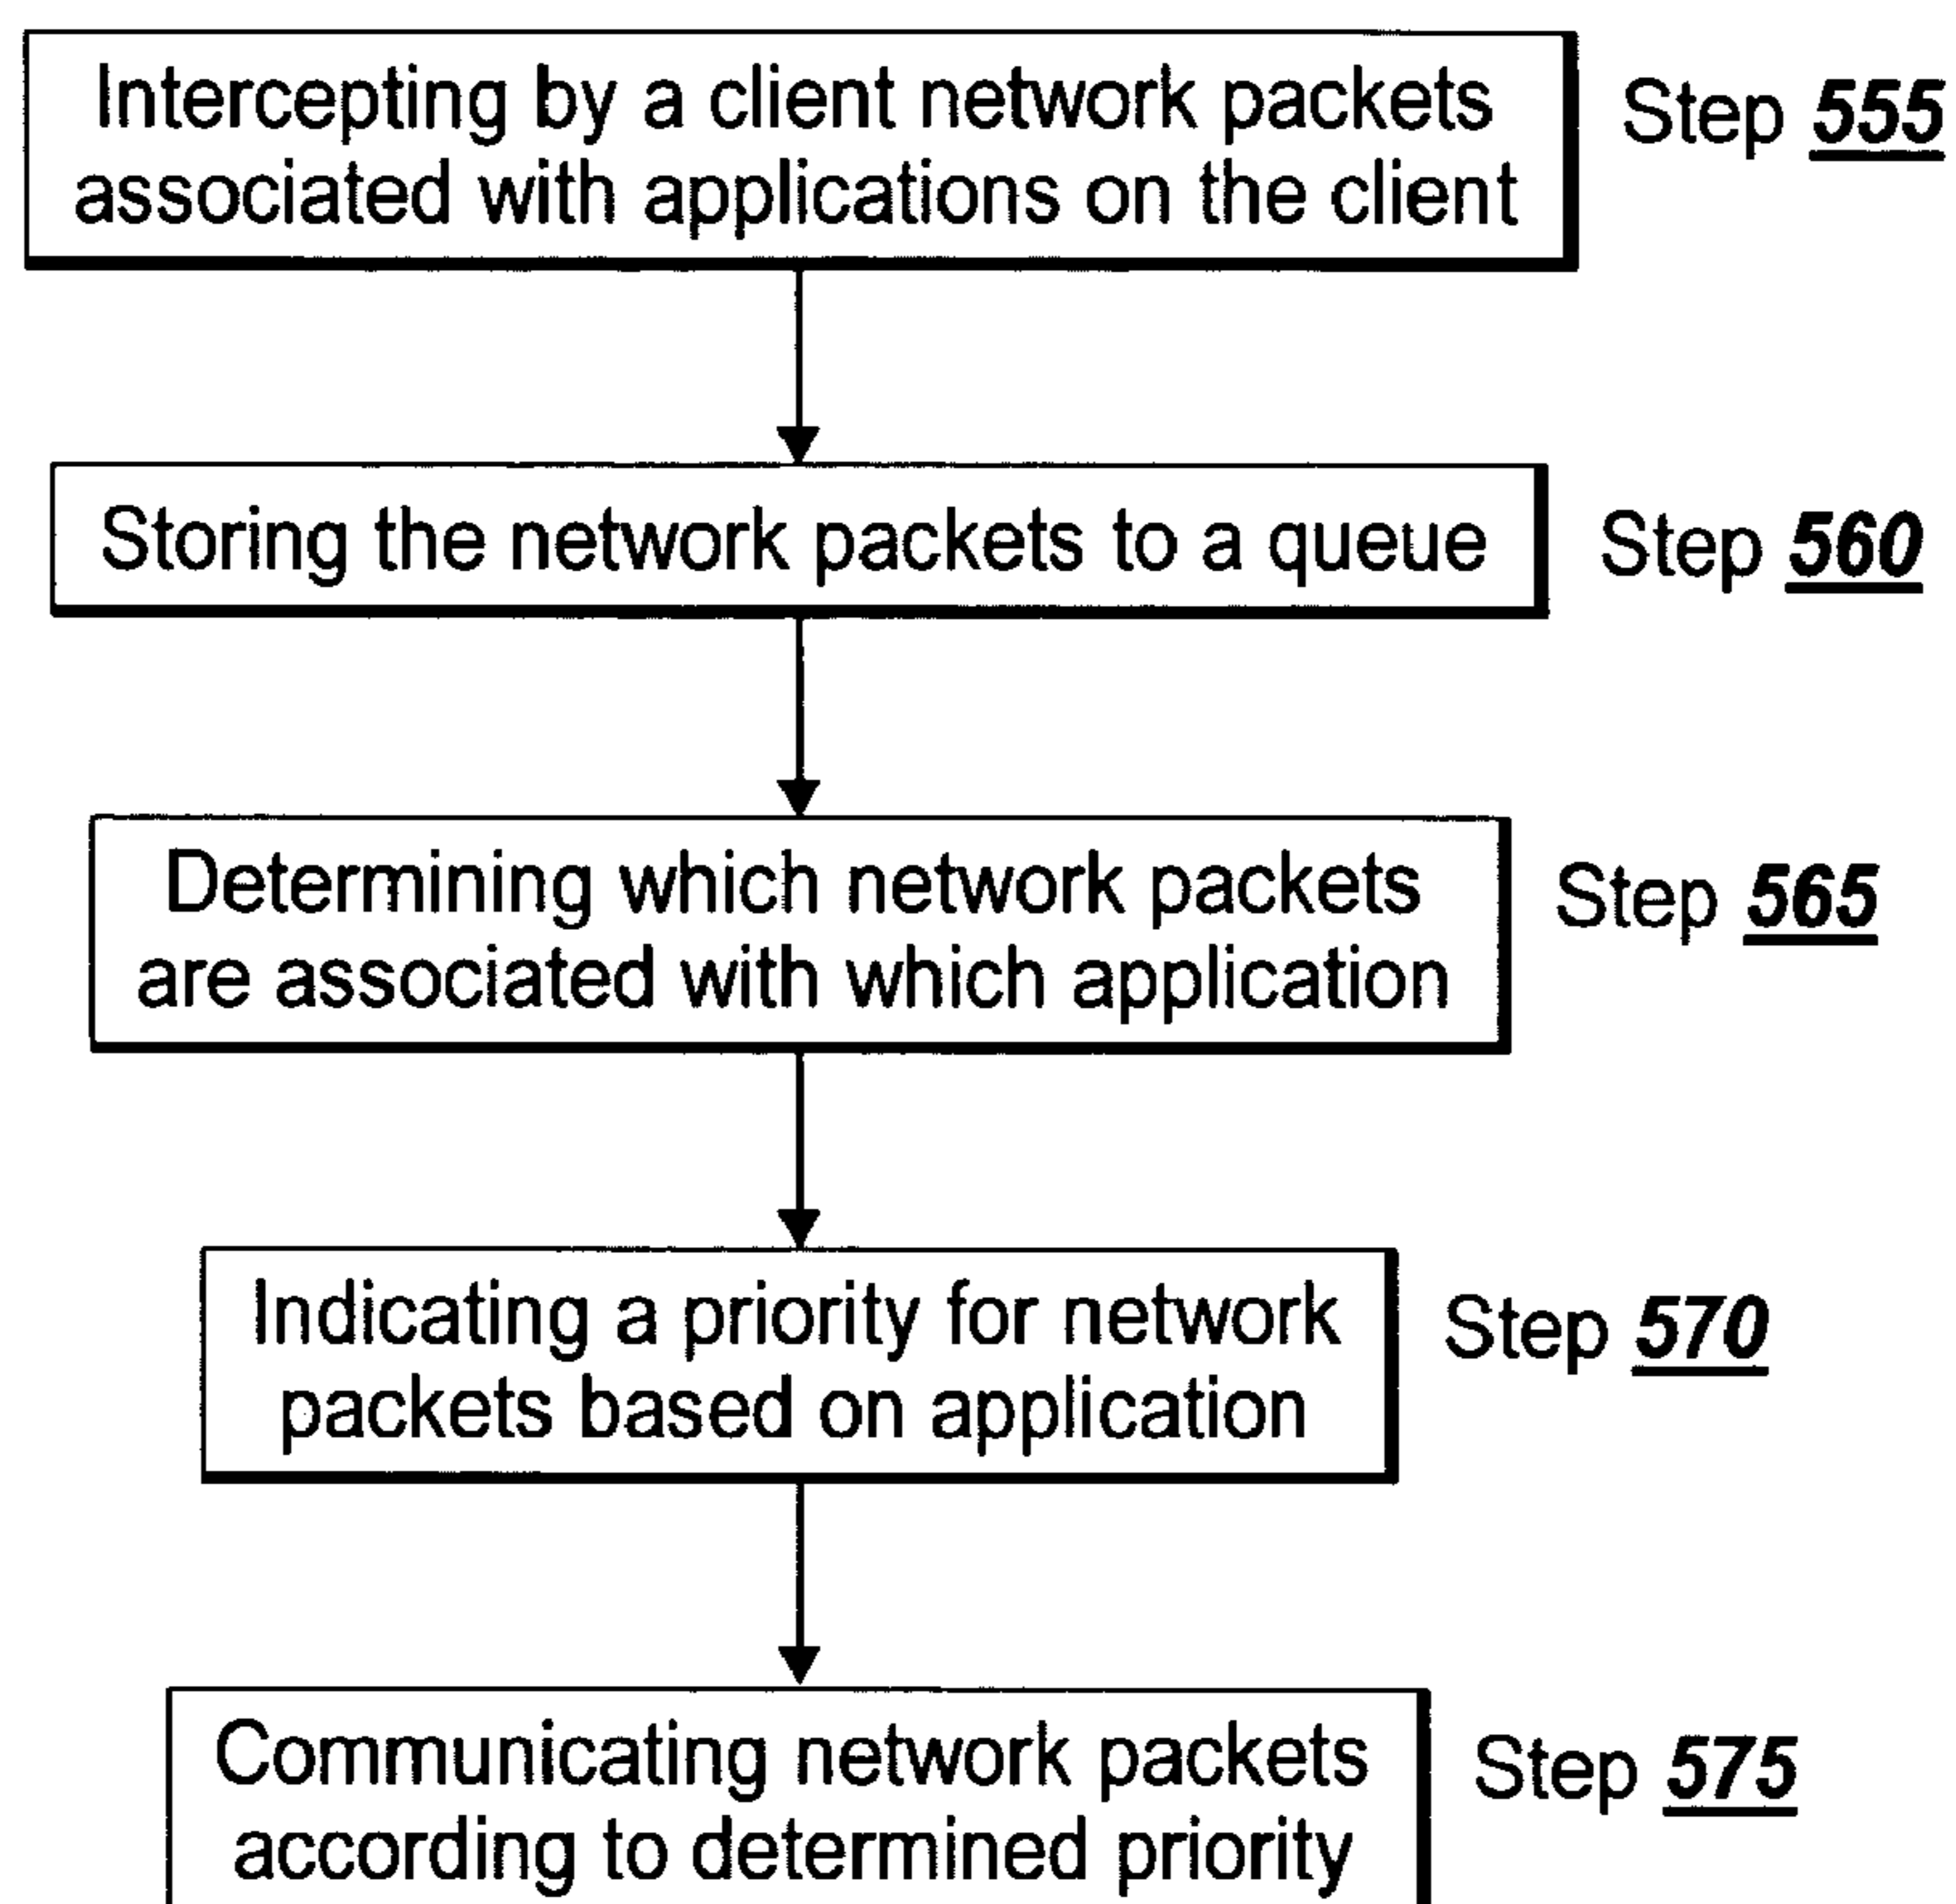 Intercepting by a client network packets
associated with applications on the client
Step 555
Storing the network packets to a queue
Step 560
Determining which network packets
are associated with which application
Step 565
Indicating a priority for network
packets based on application
Step 570
Communicating network packets
according to determined priority
Step 575